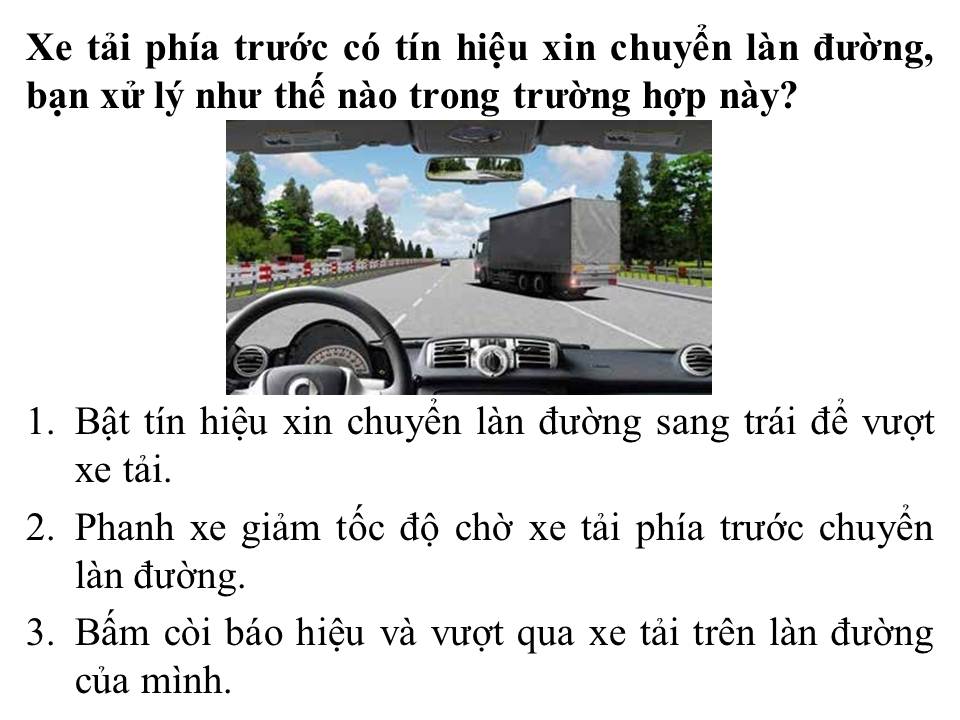 Xe tải phía trước có tín hiệu xin chuyển làn đường,
bạn xử lý như thế nào trong trường hợp này?
1. Bật tín hiệu xin chuyển làn đường sang trái để vượt
xe tải.
2. Phanh xe giảm tốc độ chờ xe tải phía trước chuyển
làn đường.
3. Bấm còi báo hiệu và vượt qua xe tải trên làn đường
của mình.